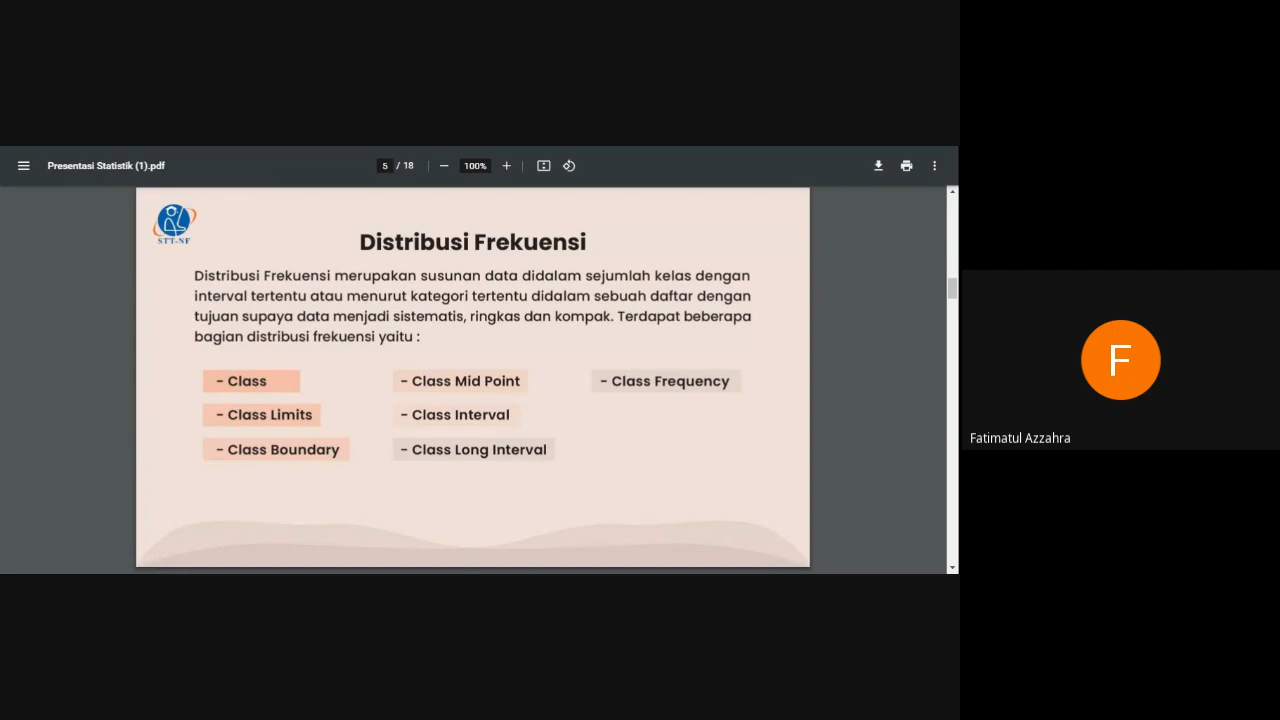 Presentasi Statistik (1).pdf
5 / 18
100%
STT-NF
Distribusi Frekuensi
Distribusi Frekuensi merupakan susunan data didalam sejumlah kelas dengan
interval tertentu atau menurut kategori tertentu didalam sebuah daftar dengan
tujuan supaya data menjadi sistematis, ringkas dan kompak. Terdapat beberapa
bagian distribusi frekuensi yaitu :
- Class
- Class Limits
- Class Boundary
- Class Mid Point
- Class Interval
- Class Long Interval
- Class Frequency
F
Fatimatul Azzahra